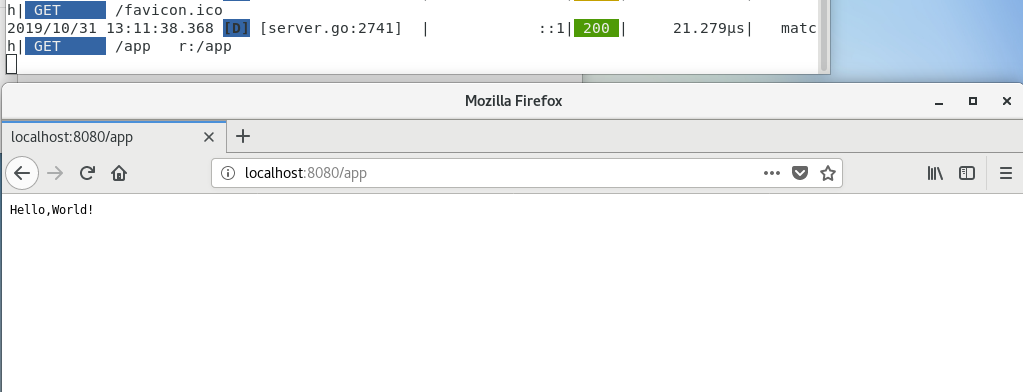 h| GET /favicon.ico
2019/10/31 13:11:38.368 [D] [server.go:2741] | ::1| 200 | 21.279µs| matc
h| GET /app r:/app
Mozilla Firefox
localhost:8080/app
localhost:8080/app
Hello,World!